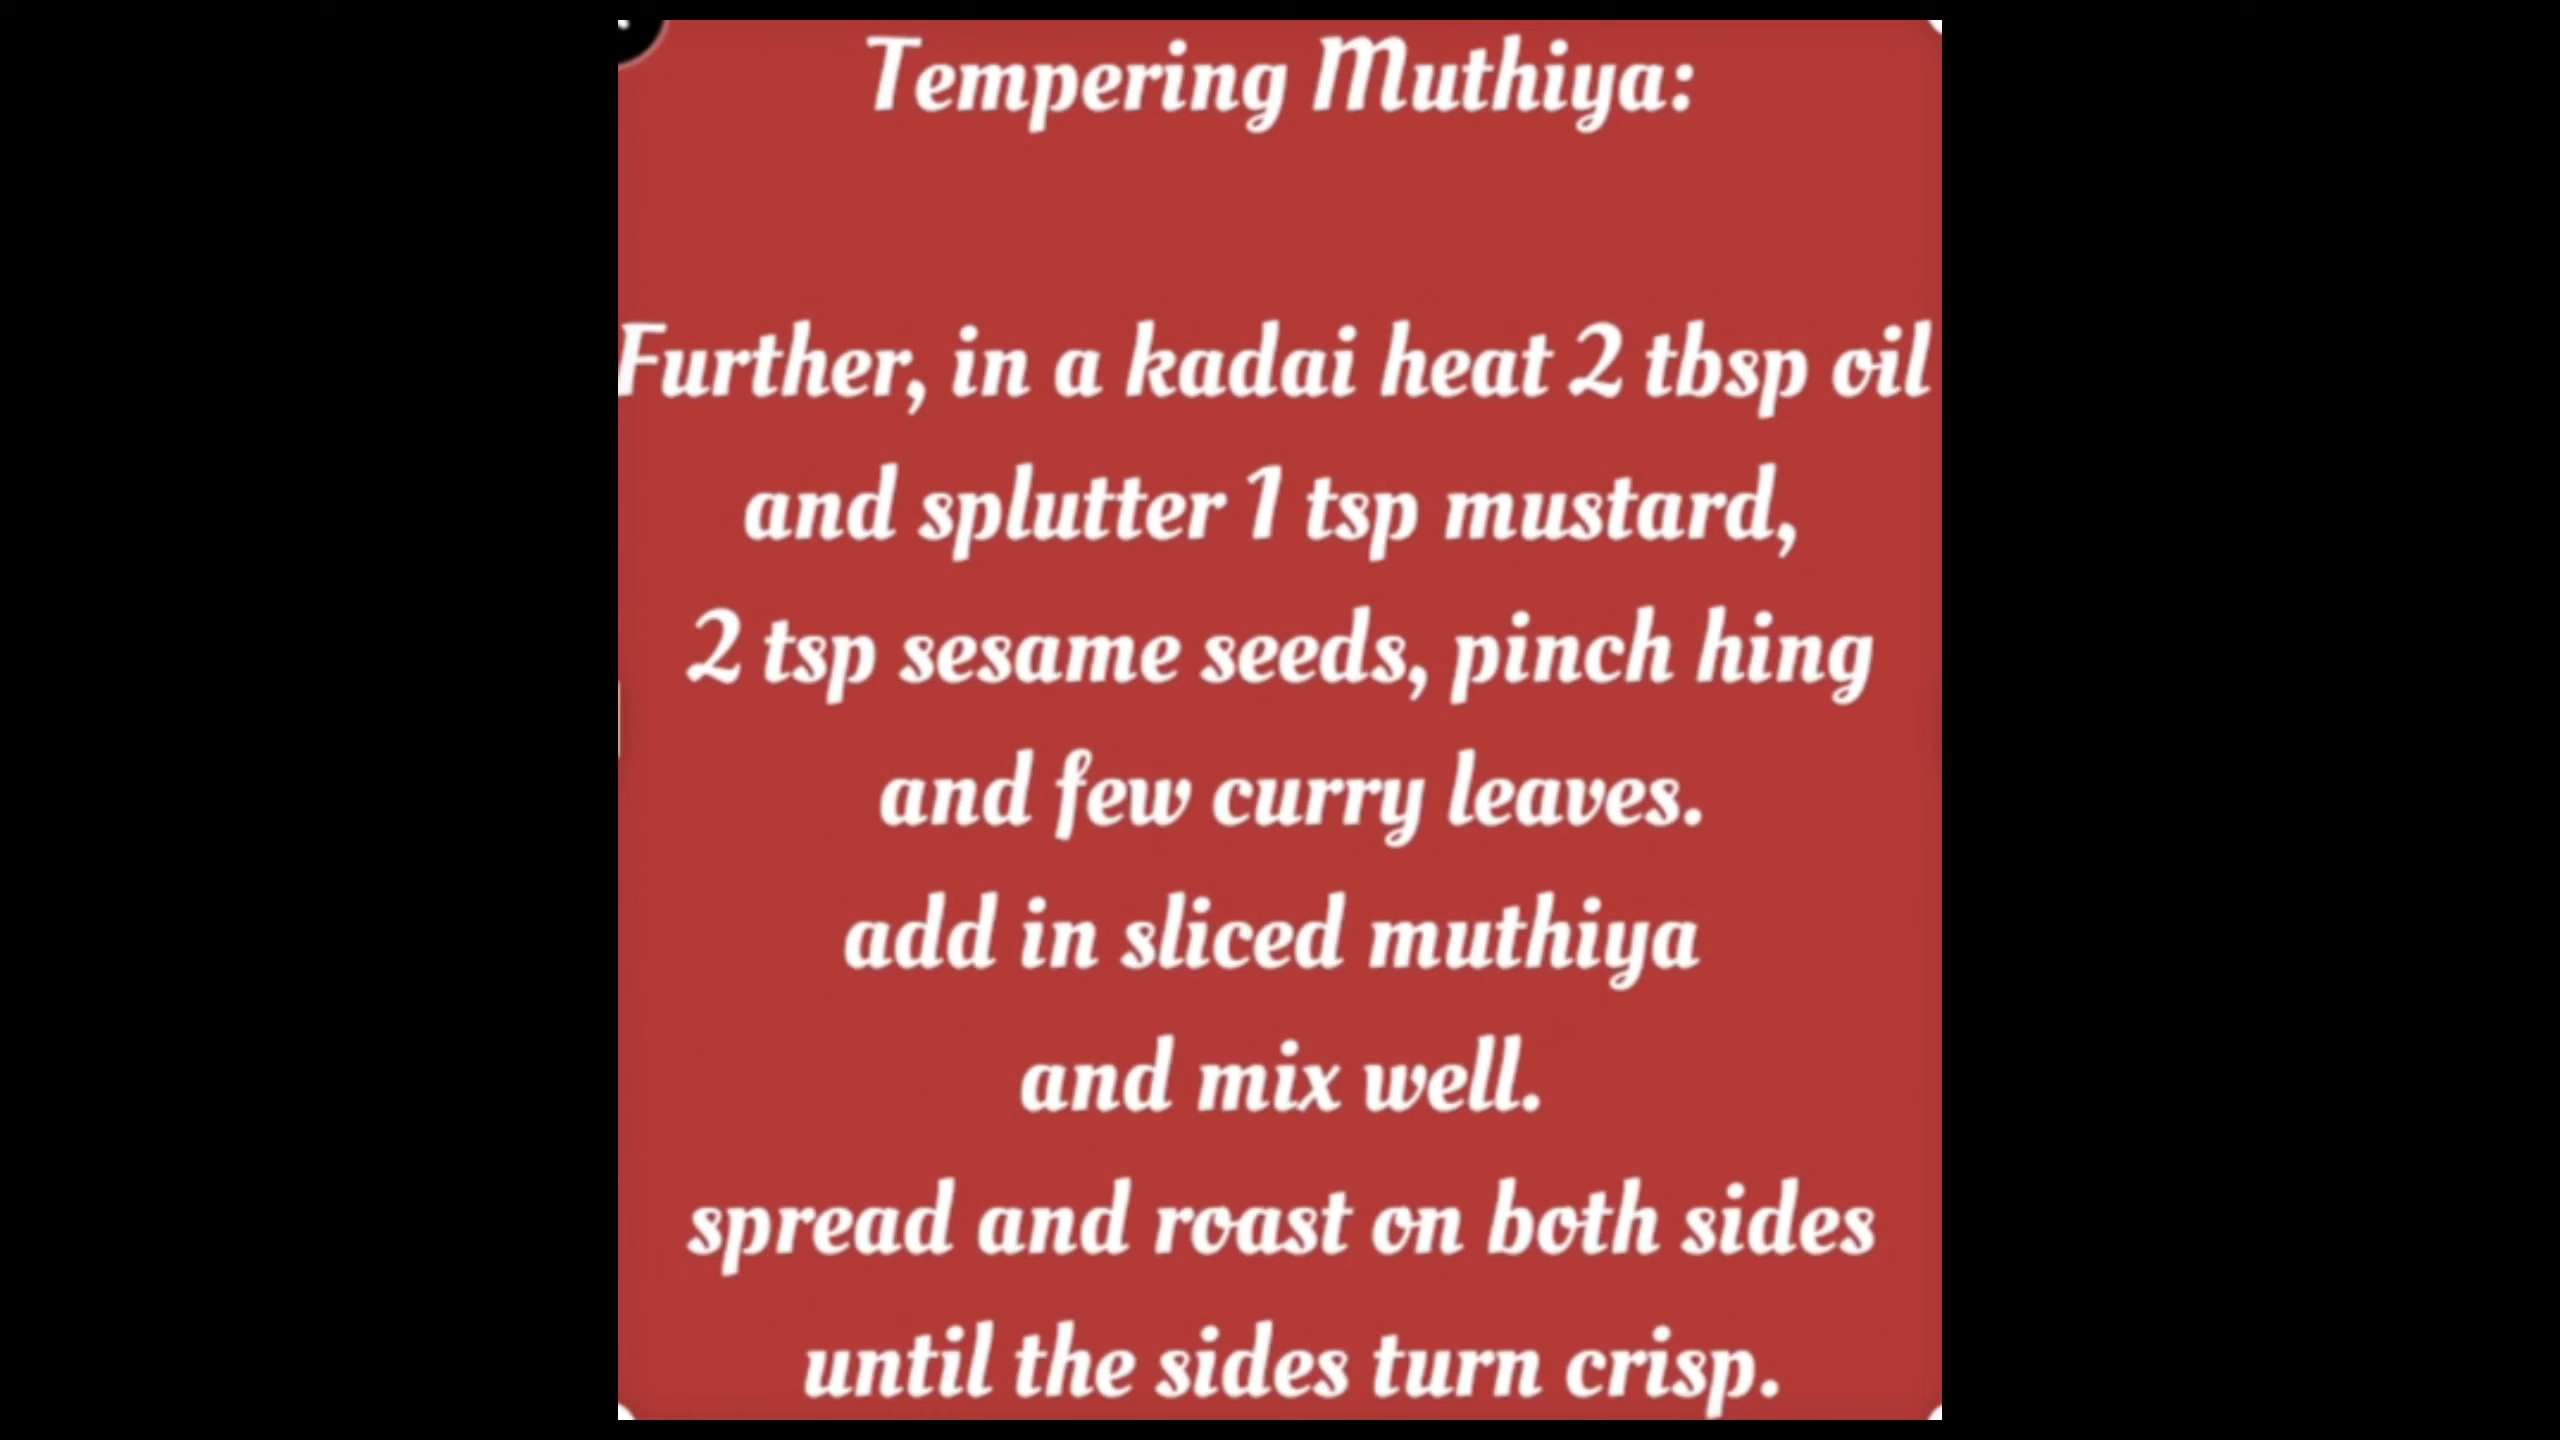 Tempering Muthiya:
Further, in a kadai heat 2 tbsp oil
and splutter 1 tsp mustard,
2 tsp sesame seeds, pinch hing
and few curry leaves.
add in sliced muthiya
and mix well.
spread and roast on both sides
until the sides turn crisp.